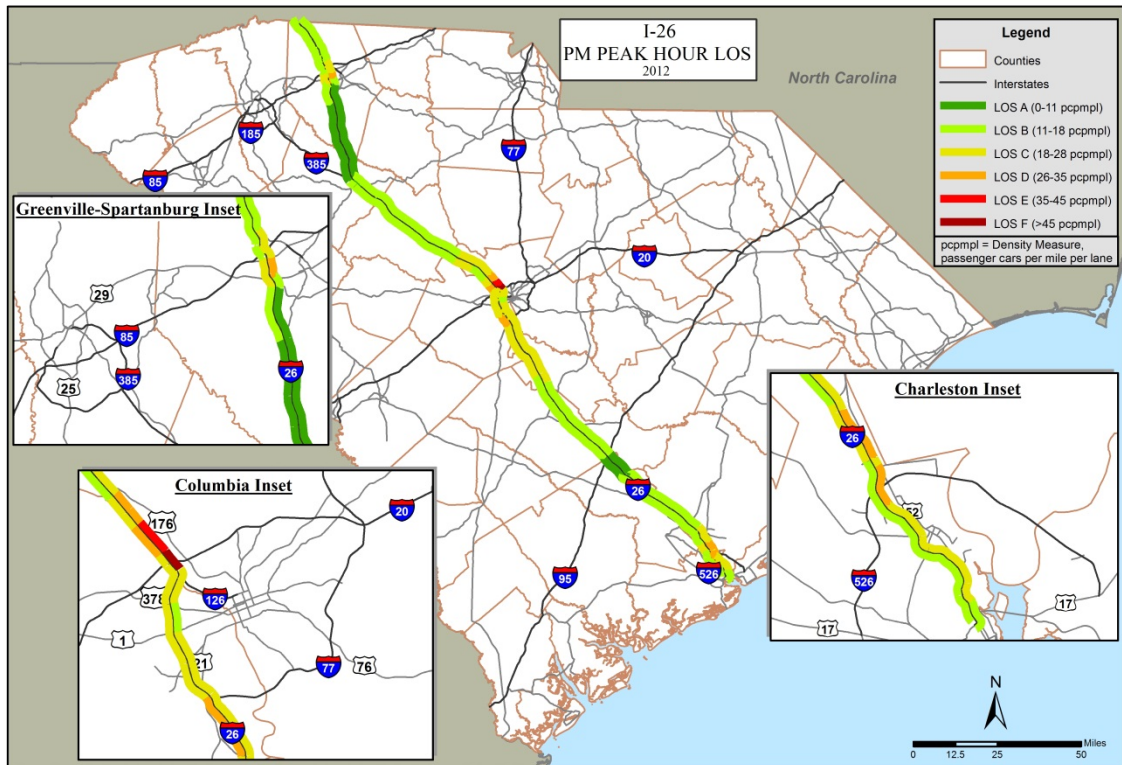 I-26
PM PEAK HOUR LOS
2012
North Carolina
Legend
Counties
Interstates
LOS A (0-11 pcpmpl)
LOS B (11-18 pcpmpl)
LOS C (18-28 pcpmpl)
LOS D (26-35 pcpmpl)
LOS E (35-45 pcpmpl)
LOS F (>45 pcpmpl)
pcpmpl = Density Measure,
passenger cars per mile per lane
185
385
85
77
20
26
95
526
Greenville-Spartanburg Inset
29
85
385
25
26
Columbia Inset
176
20
378
126
1
21
77
76
26
Charleston Inset
26
52
526
17
17
N
Miles
0 12.5 25 50